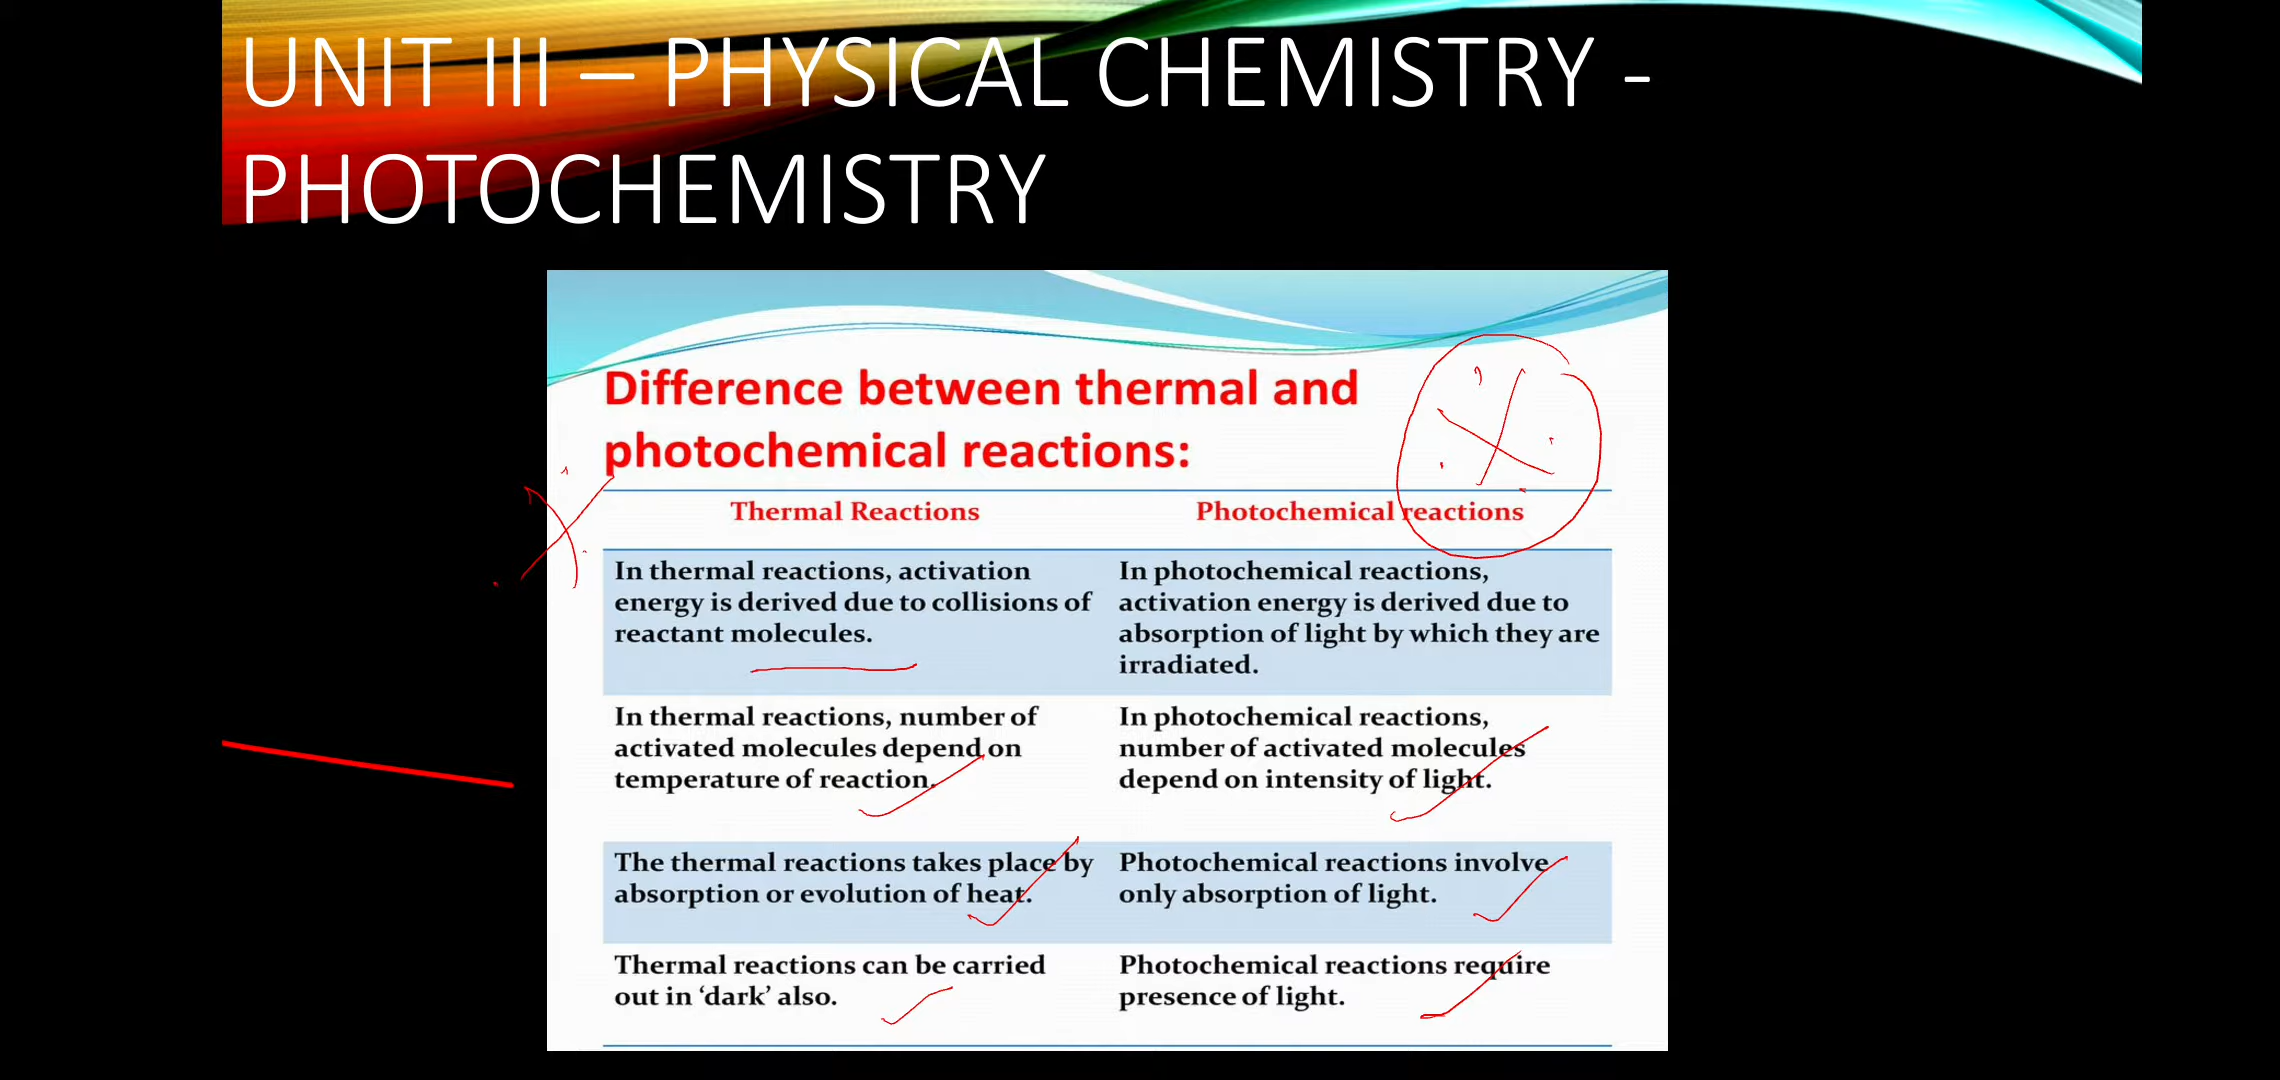 UNIT III – PHYSICAL CHEMISTRY -
PHOTOCHEMISTRY
Difference between thermal and
photochemical reactions:
Thermal Reactions
Photochemical reactions
In thermal reactions, activation
energy is derived due to collisions of
reactant molecules.
In photochemical reactions,
activation energy is derived due to
absorption of light by which they are
irradiated.
In thermal reactions, number of
activated molecules depend on
temperature of reaction.
In photochemical reactions,
number of activated molecules
depend on intensity of light.
The thermal reactions takes place by
absorption or evolution of heat.
Photochemical reactions involve
only absorption of light.
Thermal reactions can be carried
out in ‘dark’ also.
Photochemical reactions require
presence of light.